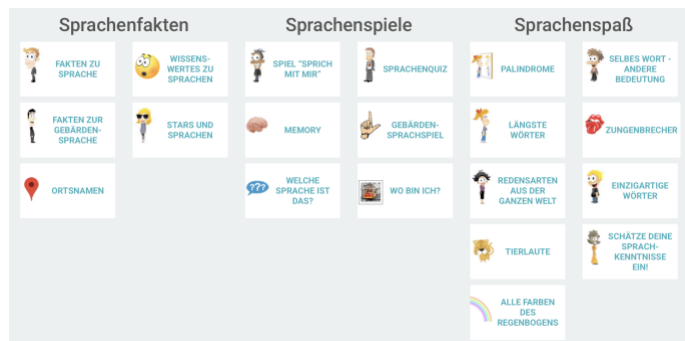 Sprachenfakten
FAKTEN ZU
SPRACHE
WISSENS-
WERTES ZU
SPRACHEN
FAKTEN ZUR
GEBÄRDEN-
SPRACHE
STARS UND
SPRACHEN
ORTSNAMEN
Sprachenspiele
SPIEL "SPRICH
MIT MIR"
SPRACHENQUIZ
MEMORY
GEBÄRDEN-
SPRACHSPIEL
???
WELCHE
SPRACHE IST
DAS?
WO BIN ICH?
Sprachenspaß
PALINDROME
SELBES WORT -
ANDERE
BEDEUTUNG
LÄNGSTE
WÖRTER
ZUNGENBRECHER
REDENSARTEN
AUS DER
GANZEN WELT
EINZIGARTIGE
WÖRTER
TIERLAUTE
SCHÄTZE DEINE
SPRACH-
KENNTNISSE
EIN!
ALLE FARBEN
DES
REGENBOGENS